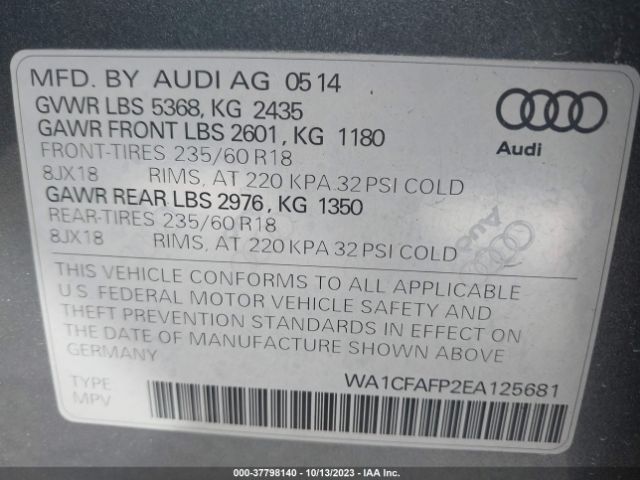 MFD. BY AUDI AG 0514
GVWR LBS 5368, KG 2435
GAWR FRONT LBS 2601, KG 1180
FRONT-TIRES 235/60 R18
8JX18 RIMS, AT 220 KPA 32 PSI COLD
GAWR REAR LBS 2976, KG 1350
REAR-TIRES 235/60 R18
8JX18 RIMS, AT 220 KPA 32 PSI COLD
Audi
Audi
THIS VEHICLE CONFORMS TO ALL APPLICABLE
U.S. FEDERAL MOTOR VEHICLE SAFETY AND
THEFT PREVENTION STANDARDS IN EFFECT ON
THE DATE OF MANUFACTURE SHOWN ABOVE
GERMANY
WA1CFAFP2EA125681
TYPE
MPV
000-37798140 - 10/13/2023 - IAA Inc.